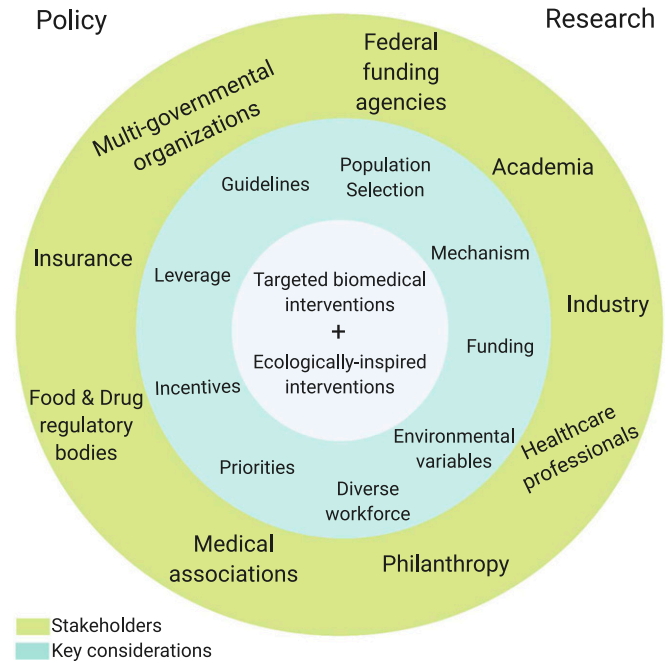 Policy
Research
Federal
funding
agencies
Multi-governmental
organizations
Academia
Insurance
Industry
Food & Drug
regulatory
bodies
Healthcare
professionals
Medical
associations
Philanthropy
Guidelines
Population
Selection
Leverage
Mechanism
Incentives
Funding
Priorities
Environmental
variables
Diverse
workforce
Targeted biomedical
interventions
+
Ecologically-inspired
interventions
Stakeholders
Key considerations